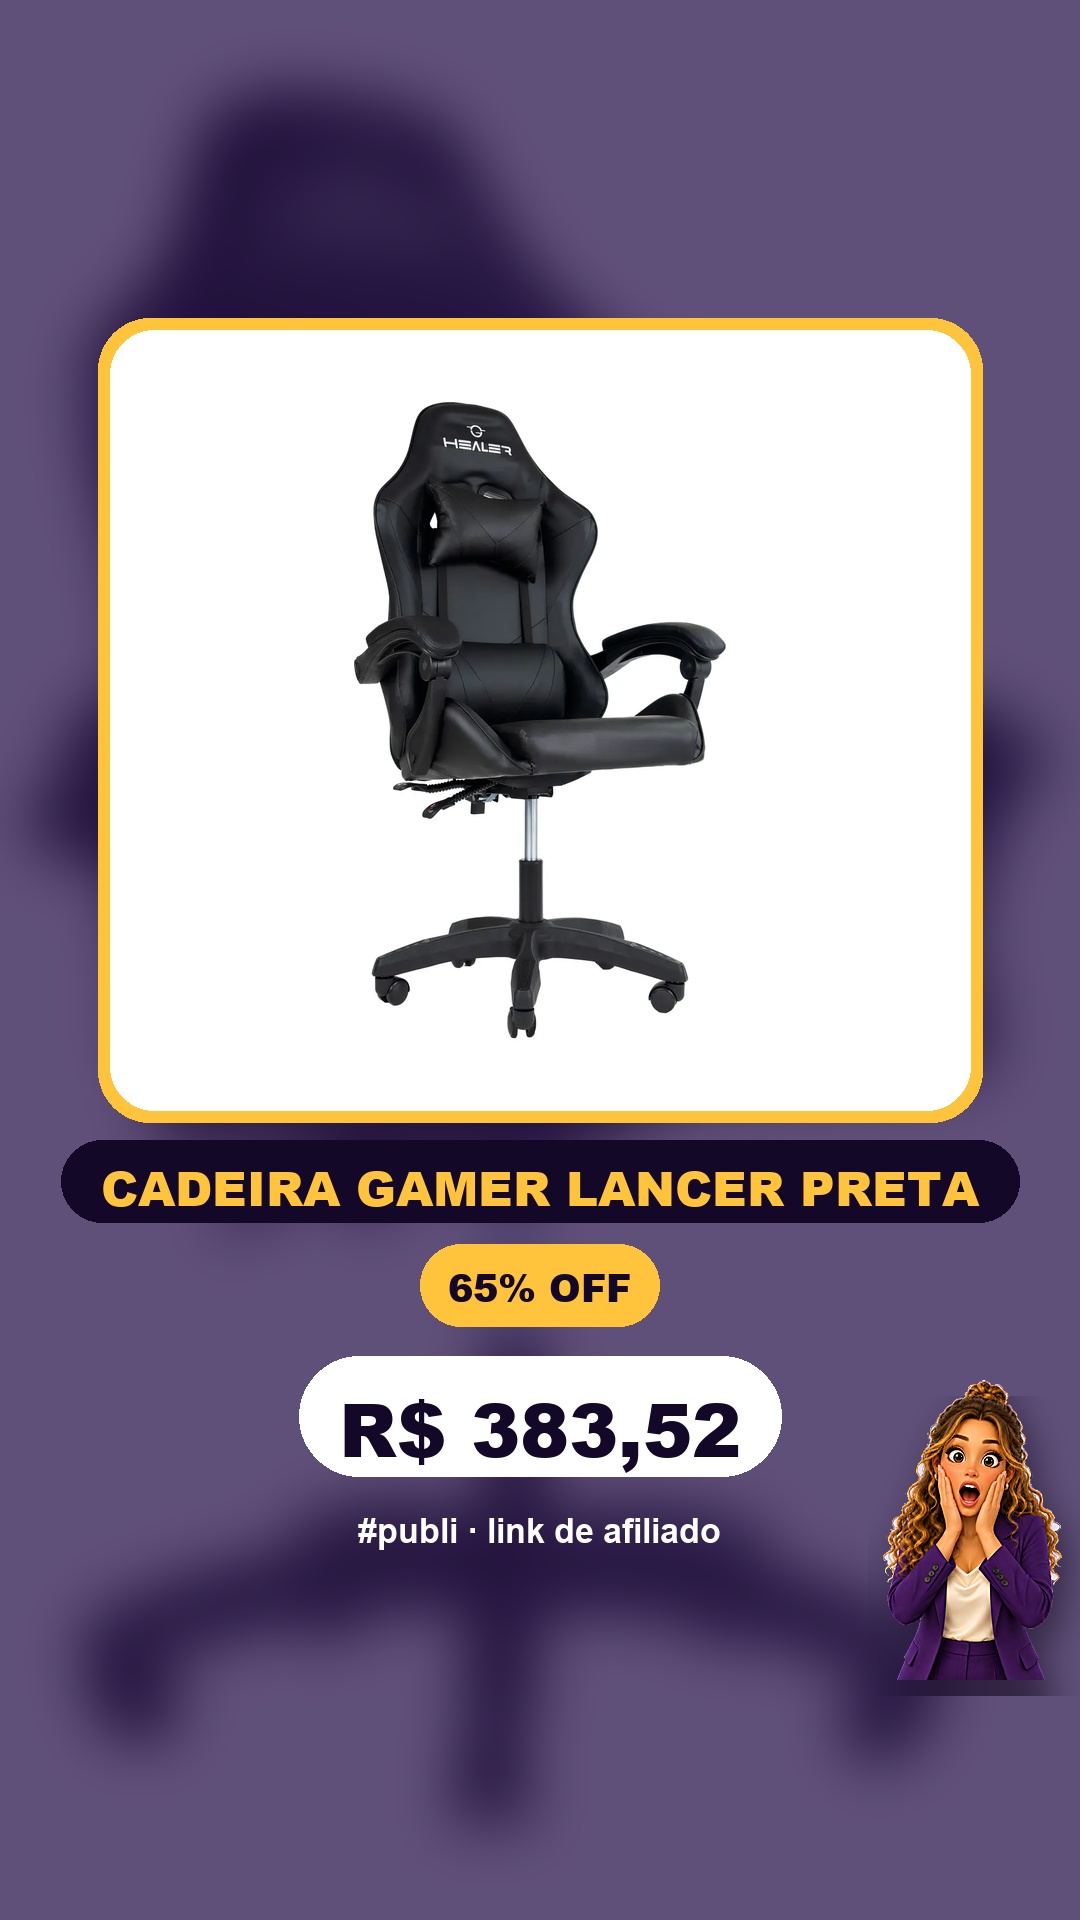 HEALER
CADEIRA GAMER LANCER PRETA
65% OFF
R$ 383,52
#publi · link de afiliado